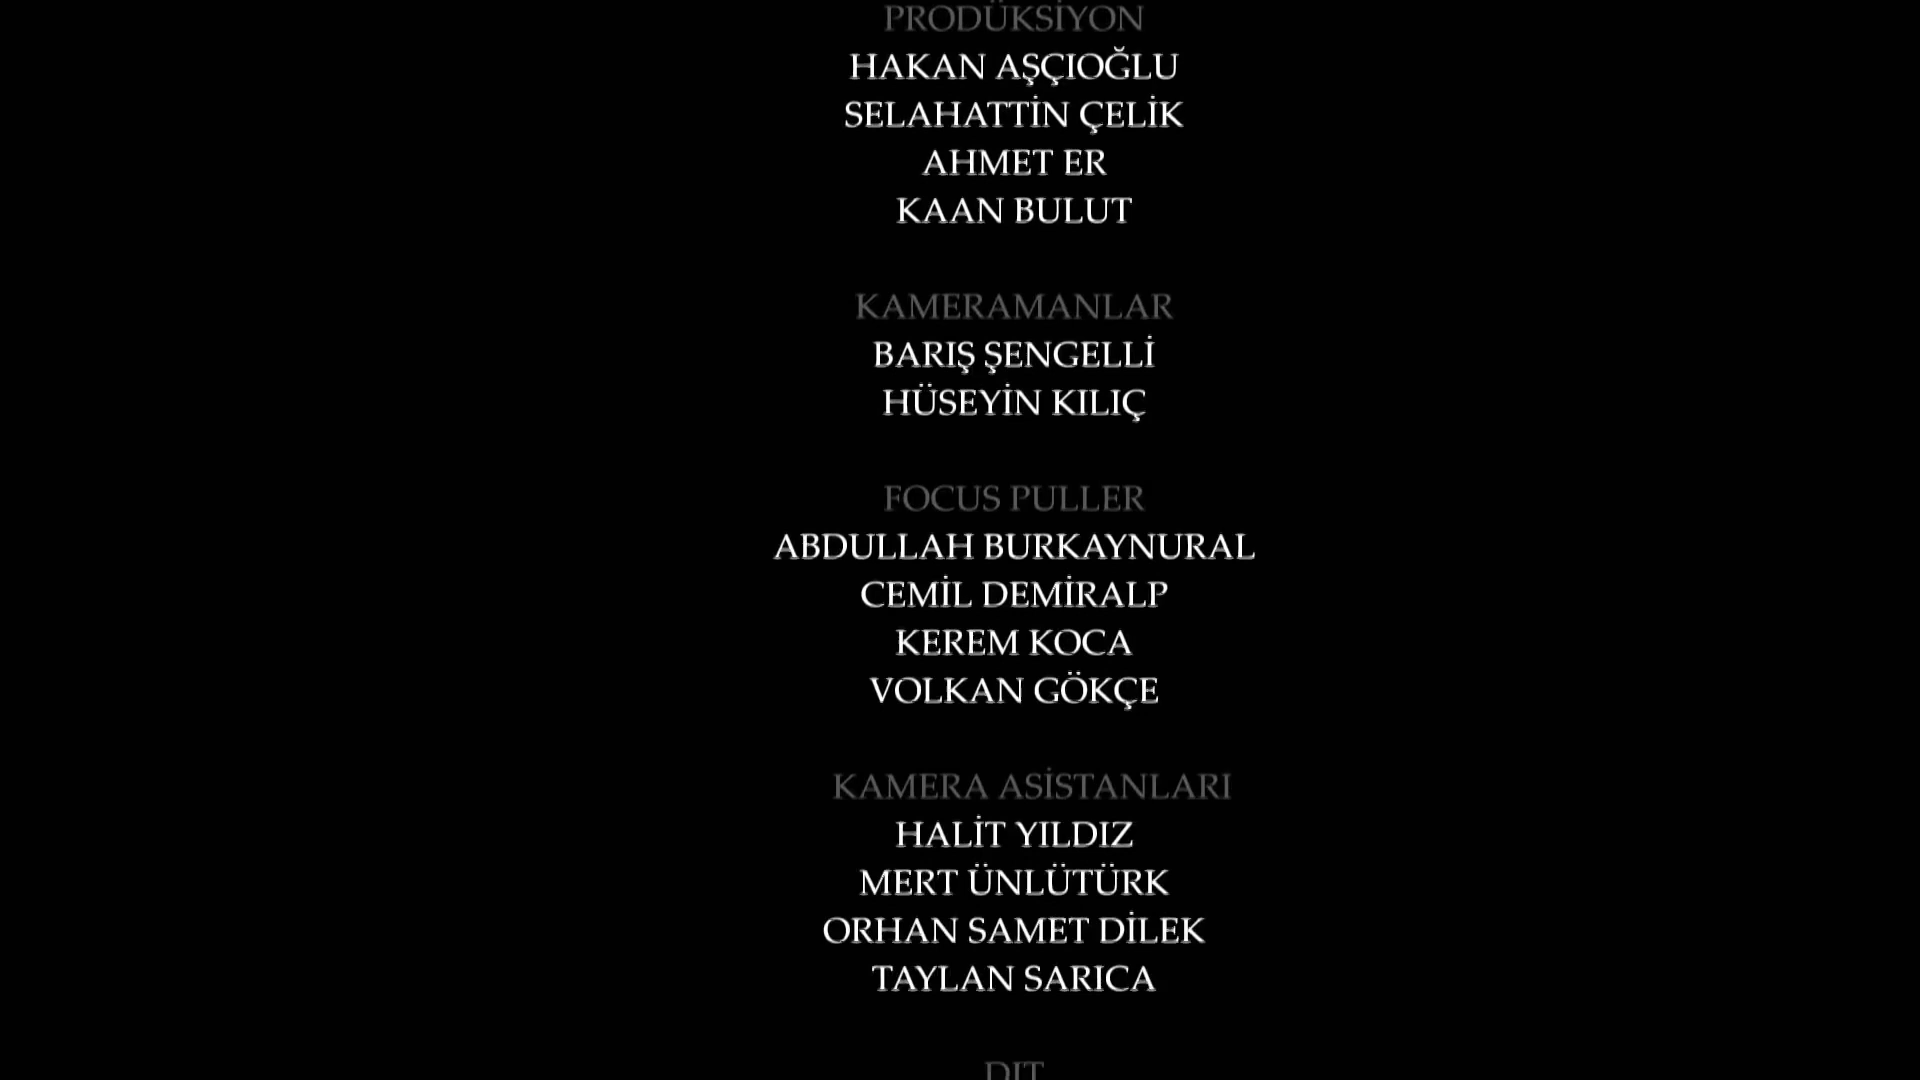 PRODÜKSİYON
HAKAN AŞÇIOĞLU
SELAHATTİN ÇELİK
AHMET ER
KAAN BULUT
KAMERAMANLAR
BARIŞ ŞENGELLİ
HÜSEYİN KILIÇ
FOCUS PULLER
ABDULLAH BURKAYNURAL
CEMİL DEMİRALP
KEREM KOCA
VOLKAN GÖKÇE
KAMERA ASİSTANLARI
HALİT YILDIZ
MERT ÜNLÜTÜRK
ORHAN SAMET DİLEK
TAYLAN SARICA
DIT